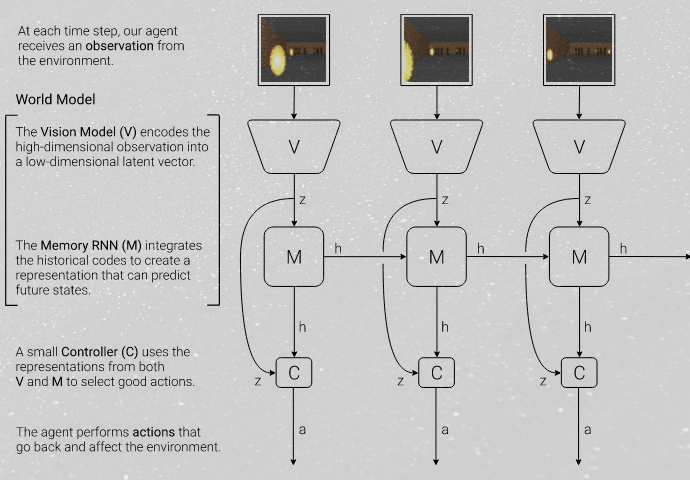 At each time step, our agent
receives an observation from
the environment.
World Model
The Vision Model (V) encodes the
high-dimensional observation into
a low-dimensional latent vector.
V
V
V
z
z
z
The Memory RNN (M) integrates
the historical codes to create a
representation that can predict
future states.
M
h
M
h
M
h
h
h
h
A small Controller (C) uses the
representations from both
V and M to select good actions.
C
C
C
z
z
z
The agent performs actions that
go back and affect the environment.
a
a
a